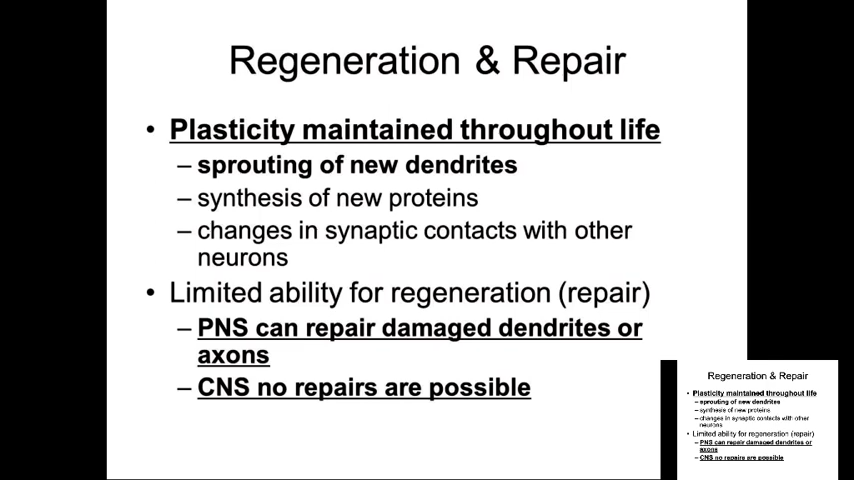 Regeneration & Repair
• Plasticity maintained throughout life
– sprouting of new dendrites
– synthesis of new proteins
– changes in synaptic contacts with other
neurons
• Limited ability for regeneration (repair)
– PNS can repair damaged dendrites or
axons
– CNS no repairs are possible
Regeneration & Repair
• Plasticity maintained throughout life
– sprouting of new dendrites
– synthesis of new proteins
– changes in synaptic contacts with other
neurons
• Limited ability for regeneration (repair)
– PNS can repair damaged dendrites or
axons
– CNS no repairs are possible